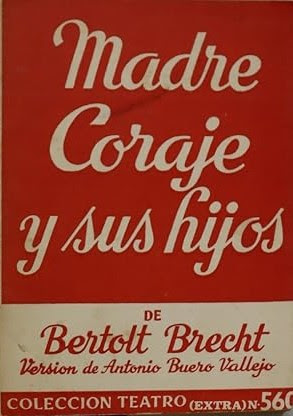 Madre
Coraje
y sus hijos
DE
Bertolt Brecht
Version de Antonio Buero Vallejo
COLECCION TEATRO (EXTRA) N· 560